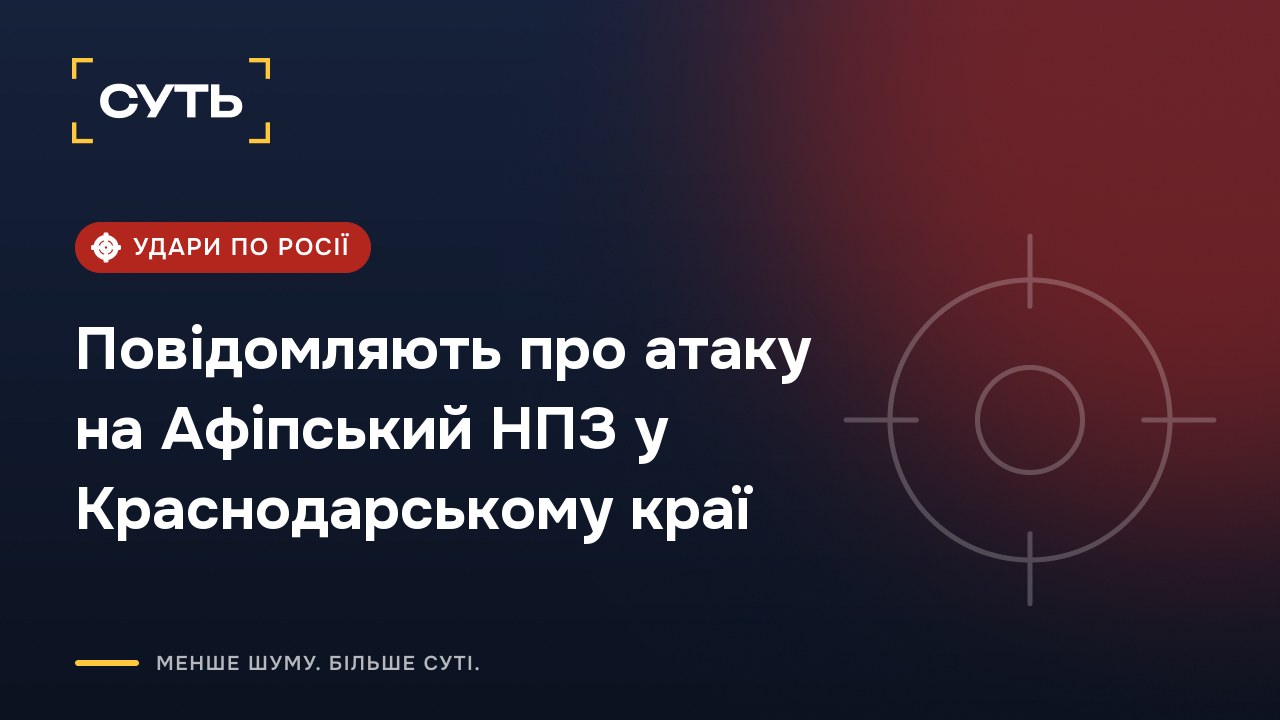 СУТЬ
УДАРИ ПО РОСІЇ
Повідомляють про атаку
на Афіпський НПЗ у
Краснодарському краї
МЕНШЕ ШУМУ. БІЛЬШЕ СУТІ.